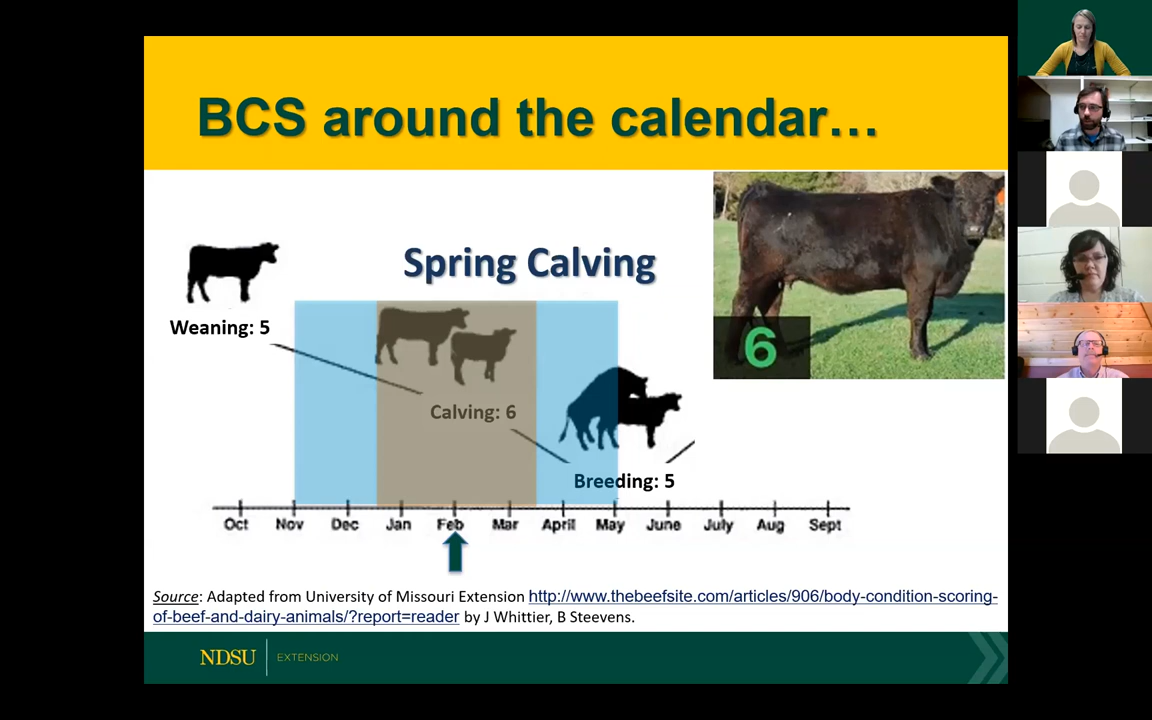 BCS around the calendar…
Spring Calving
Weaning: 5
6
Calving: 6
Breeding: 5
Oct Nov Dec Jan Feb Mar April May June July Aug Sept
Source: Adapted from University of Missouri Extension http://www.thebeefsite.com/articles/906/body-condition-scoring-
of-beef-and-dairy-animals/?report=reader by J Whittier, B Steevens.
NDSU EXTENSION